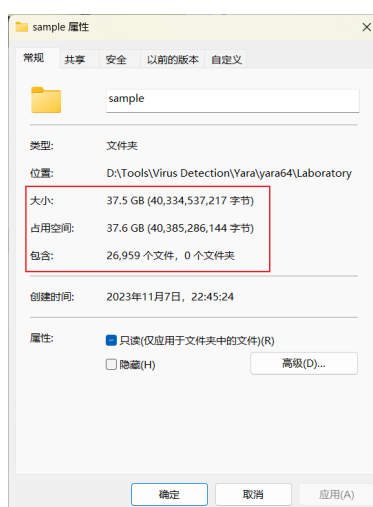 sample 属性
常规 共享 安全 以前的版本 自定义
sample
类型: 文件夹
位置: D:\Tools\Virus Detection\Yara\yara64\Laboratory
大小: 37.5 GB (40,334,537,217 字节)
占用空间: 37.6 GB (40,385,286,144 字节)
包含: 26,959 个文件，0 个文件夹
创建时间: 2023年11月7日，22:45:24
属性: 只读(仅应用于文件夹中的文件)(R)
隐藏(H) 高级(D)...
确定 取消 应用(A)